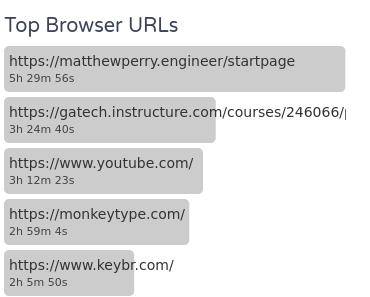 Top Browser URLs
https://matthewperry.engineer/startpage
5h 29m 56s
https://gatech.instructure.com/courses/246066/
3h 24m 40s
https://www.youtube.com/
3h 12m 23s
https://monkeytype.com/
2h 59m 4s
https://www.keybr.com/
2h 5m 50s